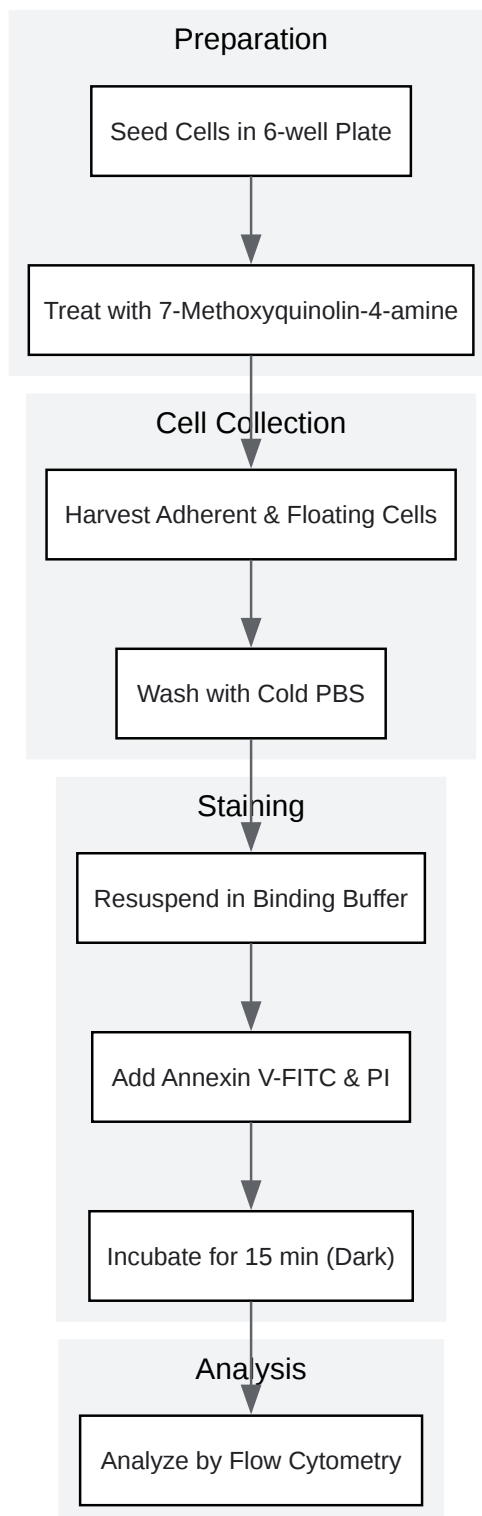 Preparation
Seed Cells in 6-well Plate
Treat with 7-Methoxyquinolin-4-amine
Cell Collection
Harvest Adherent & Floating Cells
Wash with Cold PBS
Staining
Resuspend in Binding Buffer
Add Annexin V-FITC & PI
Incubate for 15 min (Dark)
Analysis
Analyze by Flow Cytometry